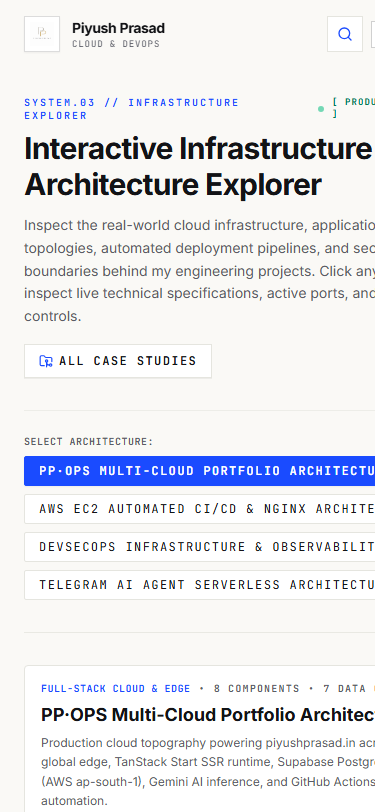 Piyush Prasad
CLOUD & DEVOPS
SYSTEM.03 // INFRASTRUCTURE
EXPLORER
[ PRODU
]
Interactive Infrastructure
Architecture Explorer
Inspect the real-world cloud infrastructure, applicatio
topologies, automated deployment pipelines, and sec
boundaries behind my engineering projects. Click any
inspect live technical specifications, active ports, and
controls.
ALL CASE STUDIES
SELECT ARCHITECTURE:
PP·OPS MULTI-CLOUD PORTFOLIO ARCHITECTU
AWS EC2 AUTOMATED CI/CD & NGINX ARCHITE
DEVSECOPS INFRASTRUCTURE & OBSERVABILIT
TELEGRAM AI AGENT SERVERLESS ARCHITECTU
FULL-STACK CLOUD & EDGE • 8 COMPONENTS • 7 DATA
PP·OPS Multi-Cloud Portfolio Architec
Production cloud topography powering piyushprasad.in acr
global edge, TanStack Start SSR runtime, Supabase Postgr
(AWS ap-south-1), Gemini AI inference, and GitHub Actions
automation.